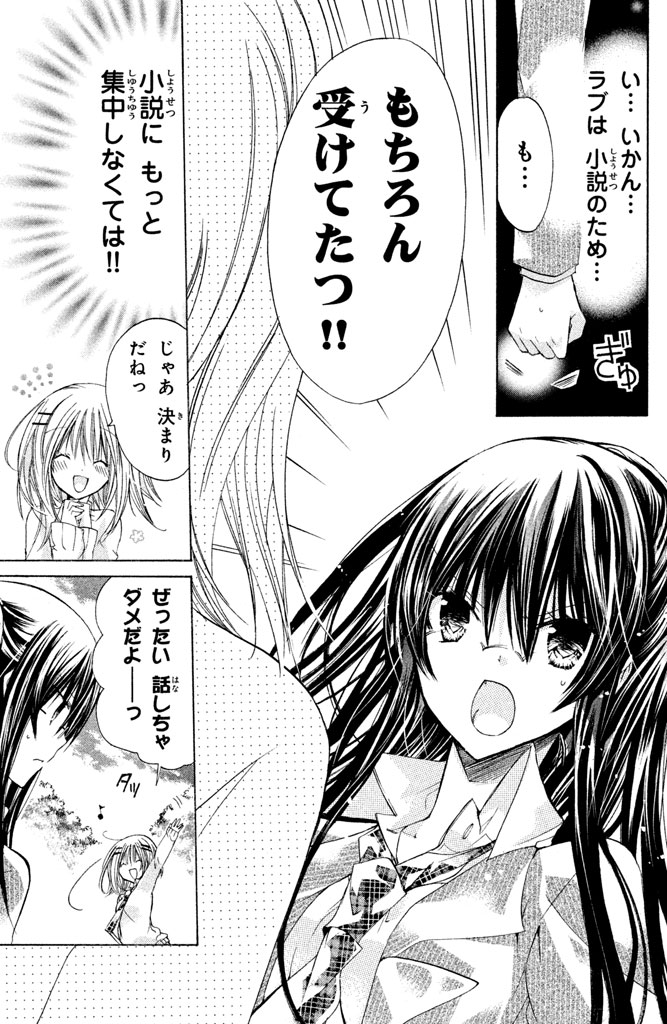 い… いかん…
ラブは 小説のため…
も…
ぎゅ
もちろん
受けてたつ!!
小説に もっと
集中しなくては!!
じゃあ 決まり
だねっ
ぜったい 話しちゃ
ダメだよ――っ
タッ